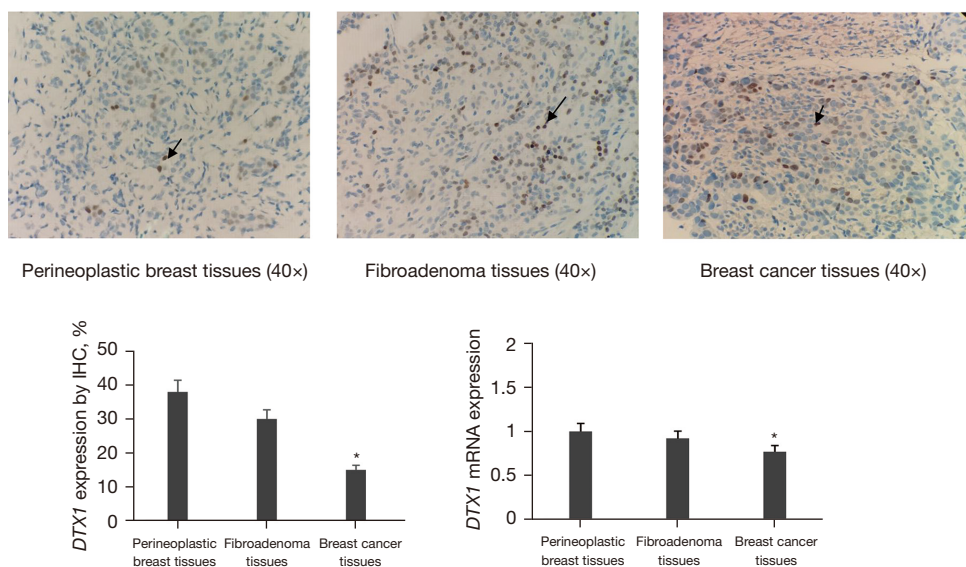 Perineoplastic breast tissues (40×)
Fibroadenoma tissues (40×)
Breast cancer tissues (40×)
DTX1 expression by IHC, %
50
40
30
20
10
0
*
Perineoplastic
breast tissues
Fibroadenoma
tissues
Breast cancer
tissues
DTX1 mRNA expression
2
1.5
1
0.5
0
*
Perineoplastic
breast tissues
Fibroadenoma
tissues
Breast cancer
tissues